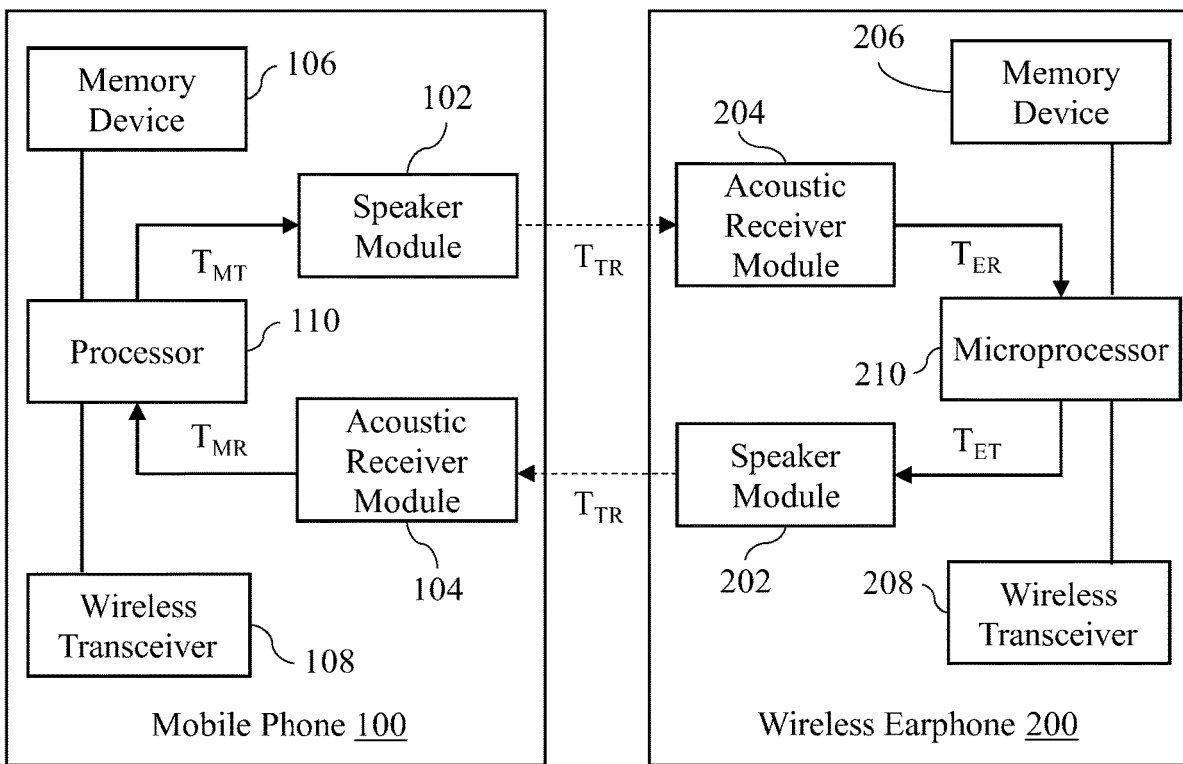 Memory
Device
106
102
Speaker
Module
T_MT
Processor
110
T_MR
Acoustic
Receiver
Module
104
Wireless
Transceiver
108
Mobile Phone 100
T_TR
T_TR
206
Memory
Device
204
Acoustic
Receiver
Module
T_ER
Microprocessor
210
T_ET
Speaker
Module
202
208
Wireless
Transceiver
Wireless Earphone 200